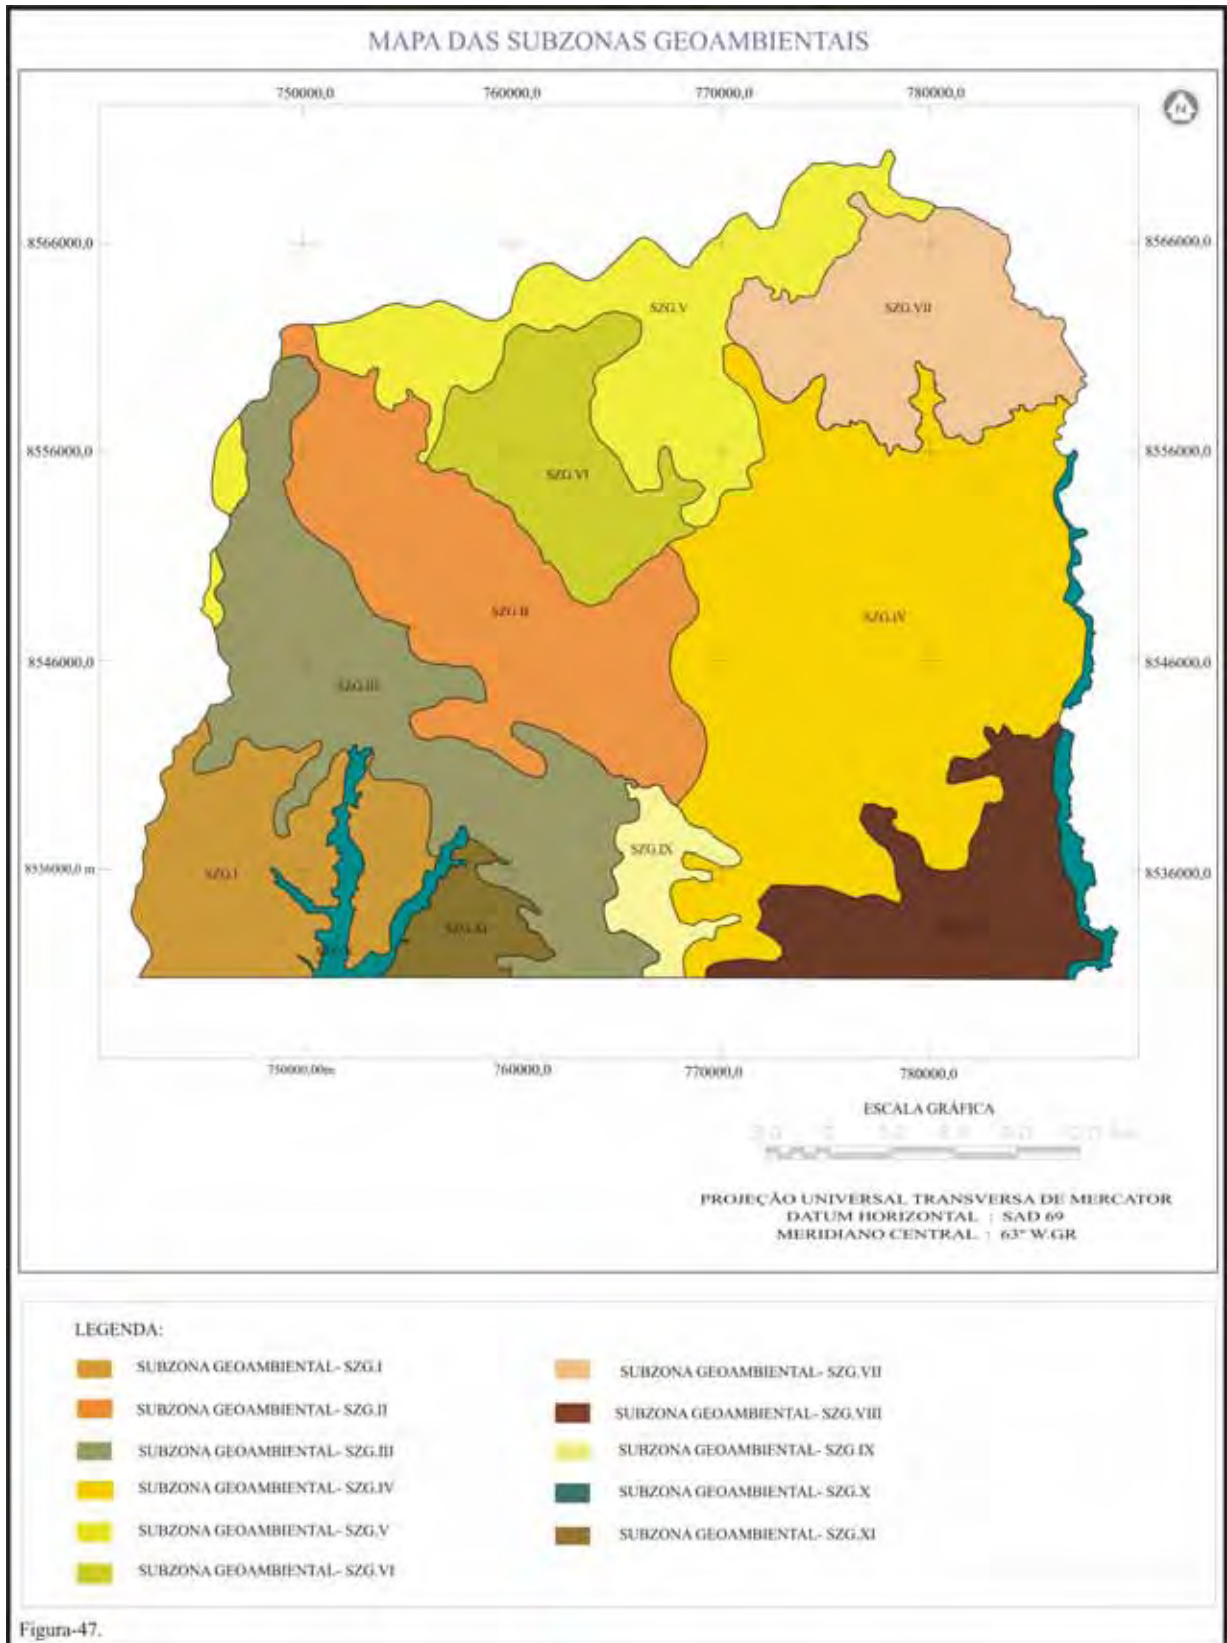 MAPA DAS SUBZONAS GEOAMBIENTAIS
750000,0 760000,0 770000,0 780000,0
N
8566000,0 8566000,0
SZG.V
SZG.VII
8556000,0 8556000,0
SZG.VI
SZG.II
SZG.IV
8546000,0 8546000,0
SZG.III
SZG.IX
8536000,0 m 8536000,0
SZG.I
SZG.XI
750000,00m 760000,0 770000,0 780000,0
ESCALA GRÁFICA
PROJEÇÃO UNIVERSAL TRANSVERSA DE MERCATOR
DATUM HORIZONTAL : SAD 69
MERIDIANO CENTRAL : 63º W.GR
LEGENDA:
SUBZONA GEOAMBIENTAL- SZG.I
SUBZONA GEOAMBIENTAL- SZG.II
SUBZONA GEOAMBIENTAL- SZG.III
SUBZONA GEOAMBIENTAL- SZG.IV
SUBZONA GEOAMBIENTAL- SZG.V
SUBZONA GEOAMBIENTAL- SZG.VI
SUBZONA GEOAMBIENTAL- SZG.VII
SUBZONA GEOAMBIENTAL- SZG.VIII
SUBZONA GEOAMBIENTAL- SZG.IX
SUBZONA GEOAMBIENTAL- SZG.X
SUBZONA GEOAMBIENTAL- SZG.XI
Figura-47.